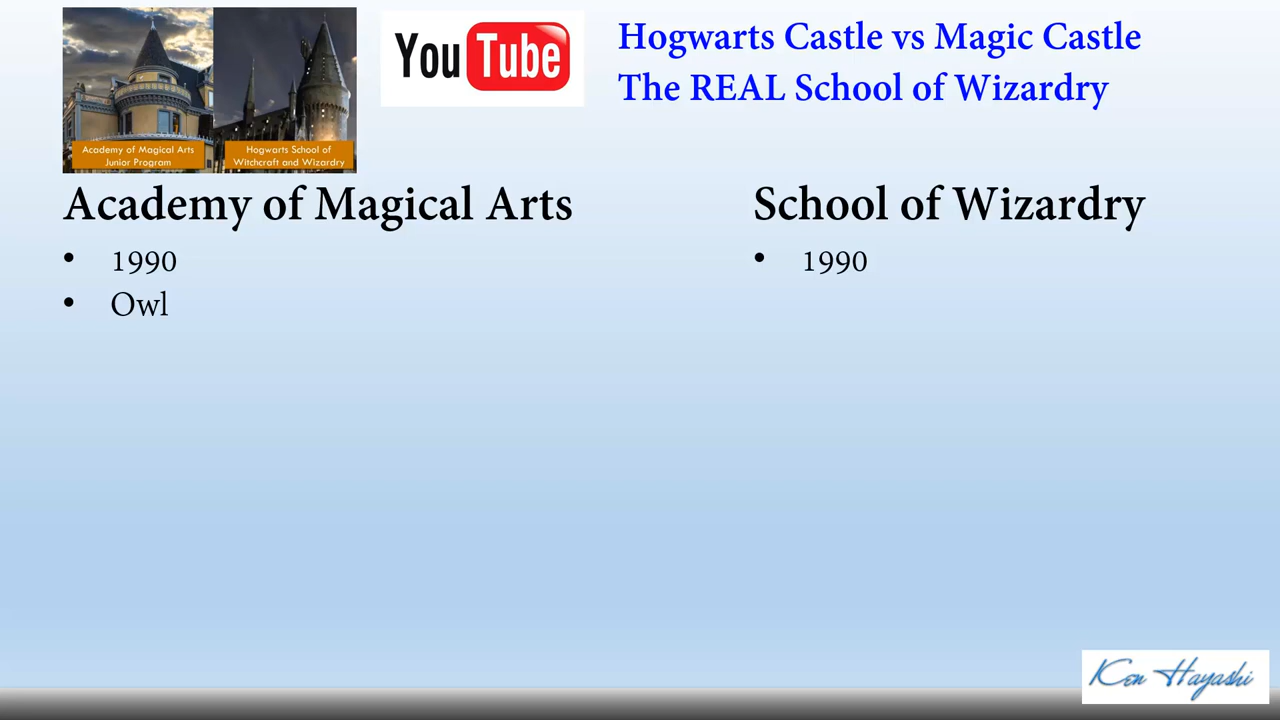 Academy of Magical Arts
Junior Program
Hogwarts School of
Witchcraft and Wizardry
YouTube
Hogwarts Castle vs Magic Castle
The REAL School of Wizardry
Academy of Magical Arts
• 1990
• Owl
School of Wizardry
• 1990
Ken Hayashi